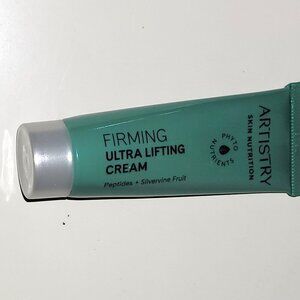 FIRMING
ULTRA LIFTING
CREAM
Peptides + Silvervine Fruit
PHYTO
NUTRIENTS
ARTISTRY
SKIN NUTRITION